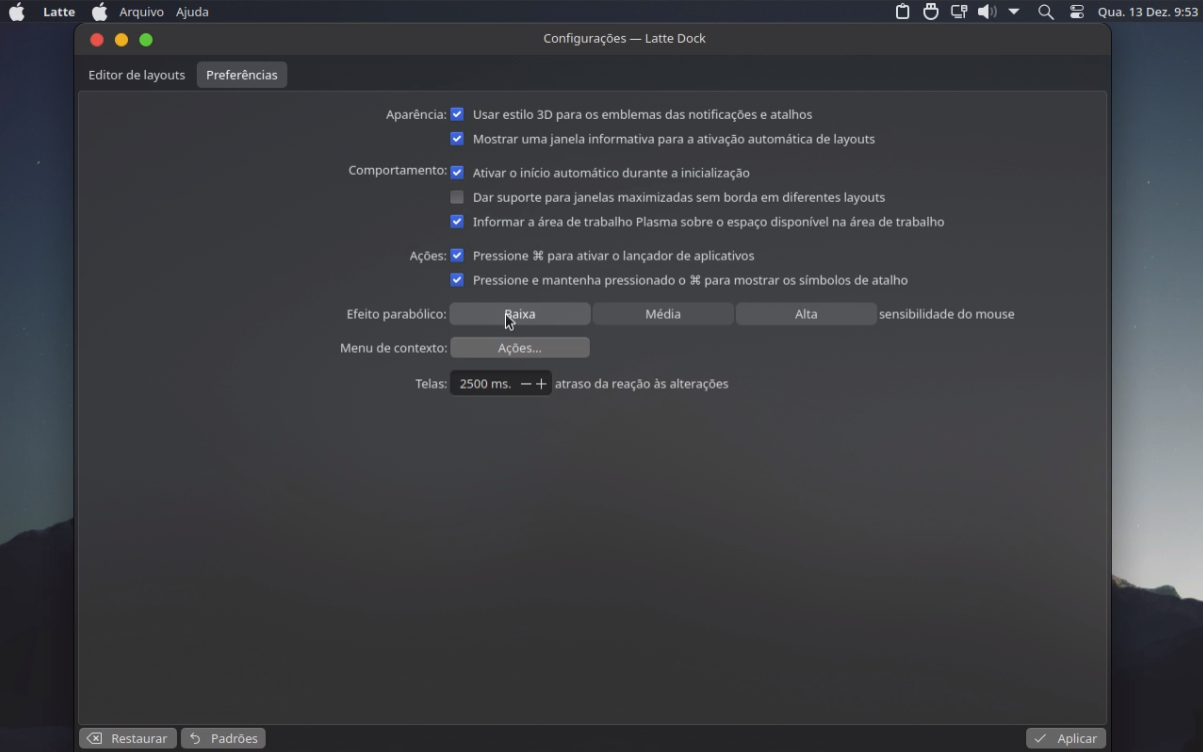 Latte Arquivo Ajuda Qua. 13 Dez. 9:53
Configurações — Latte Dock
Editor de layouts Preferências
Aparência: Usar estilo 3D para os emblemas das notificações e atalhos
Mostrar uma janela informativa para a ativação automática de layouts
Comportamento: Ativar o início automático durante a inicialização
Dar suporte para janelas maximizadas sem borda em diferentes layouts
Informar a área de trabalho Plasma sobre o espaço disponível na área de trabalho
Ações: Pressione ⌘ para ativar o lançador de aplicativos
Pressione e mantenha pressionado o ⌘ para mostrar os símbolos de atalho
Efeito parabólico: Baixa Média Alta sensibilidade do mouse
Menu de contexto: Ações...
Telas: 2500 ms. − + atraso da reação às alterações
Restaurar Padrões Aplicar